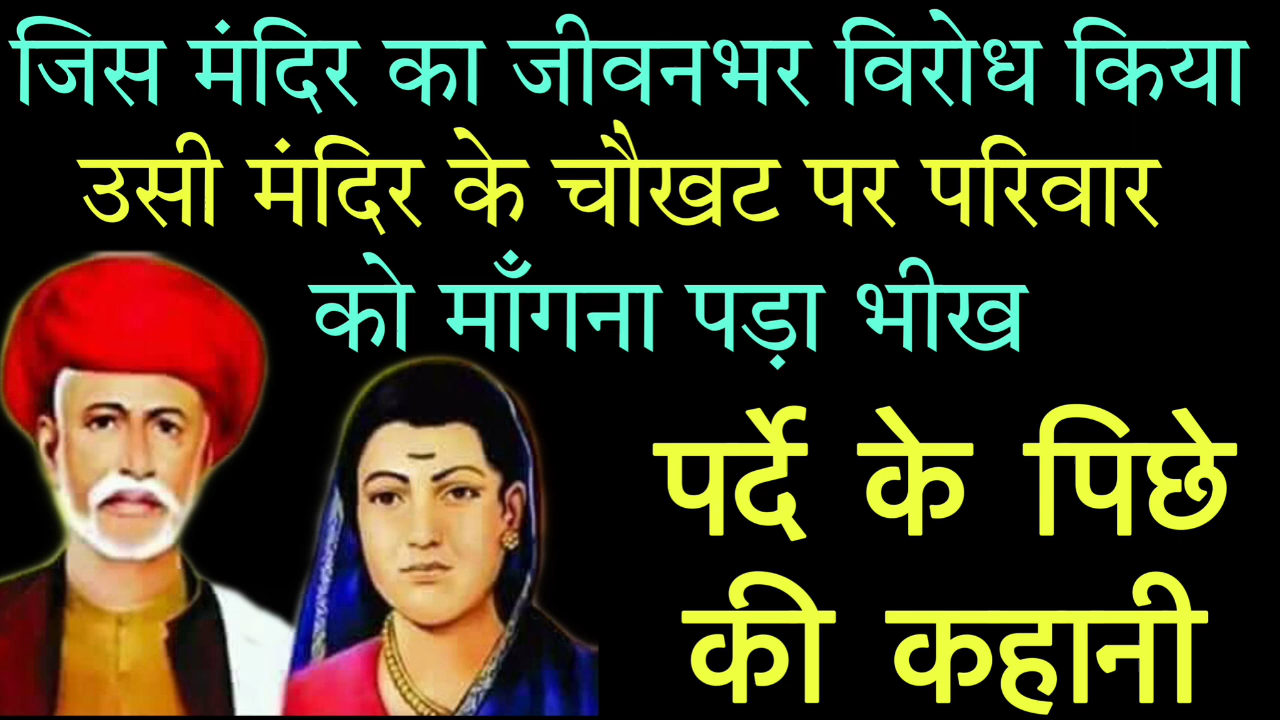 जिस मंदिर का जीवनभर विरोध किया
उसी मंदिर के चौखट पर परिवार
को माँगना पड़ा भीख
पर्दे के पिछे
की कहानी